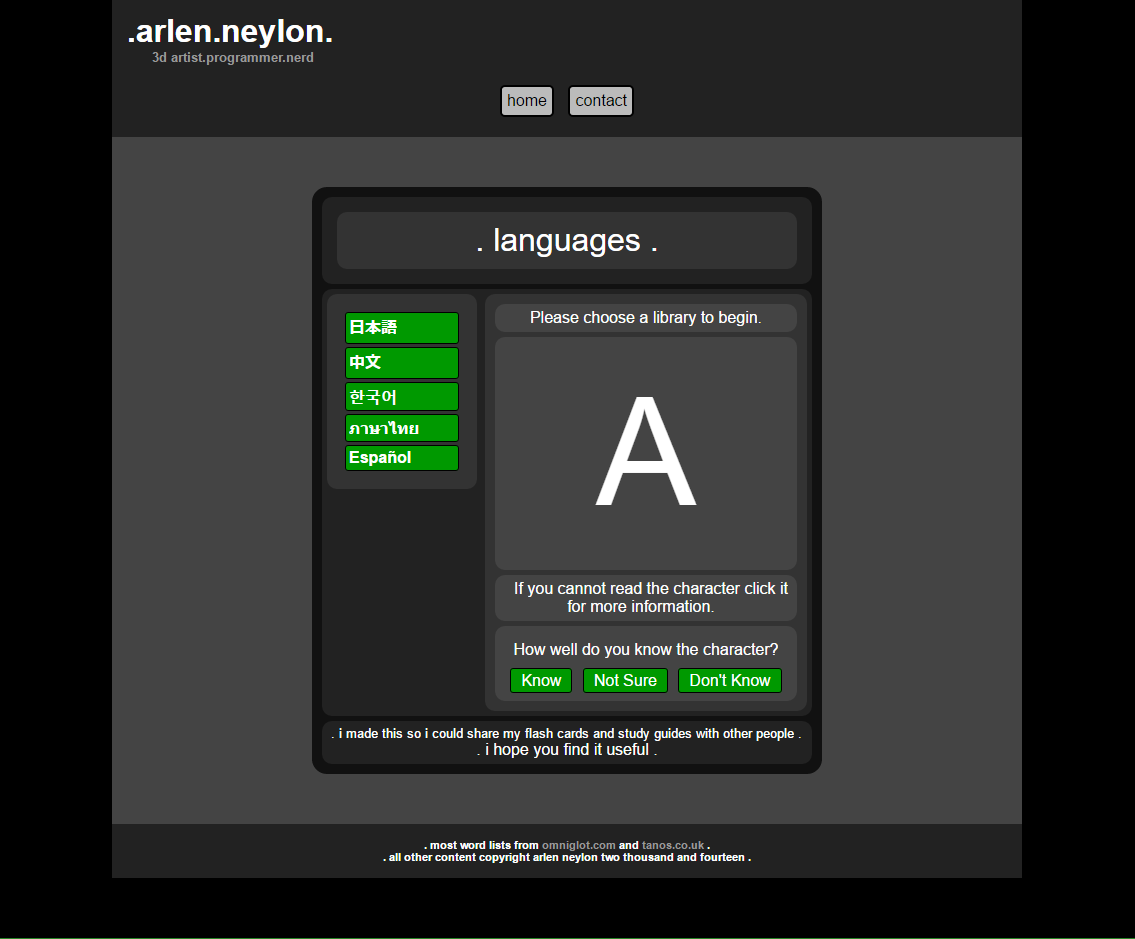 .arlen.neylon.
3d artist.programmer.nerd
home contact
. languages .
日本語
中文
한국어
ภาษาไทย
Español
Please choose a library to begin.
A
If you cannot read the character click it
for more information.
How well do you know the character?
Know Not Sure Don't Know
. i made this so i could share my flash cards and study guides with other people .
. i hope you find it useful .
. most word lists from omniglot.com and tanos.co.uk .
. all other content copyright arlen neylon two thousand and fourteen .